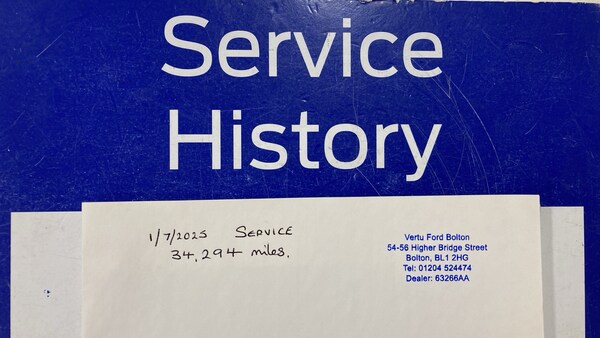 Service
History
1/7/2025 SERVICE
34,294 miles.
Vertu Ford Bolton
54-56 Higher Bridge Street
Bolton, BL1 2HG
Tel: 01204 524474
Dealer: 63266AA